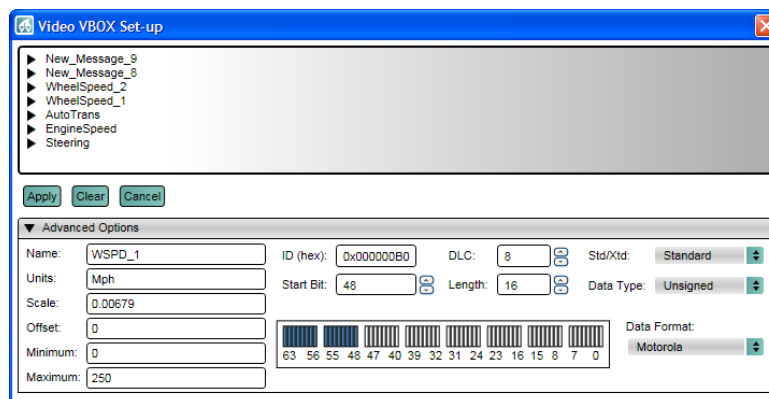 Video VBOX Set-up
New_Message_9
New_Message_8
WheelSpeed_2
WheelSpeed_1
AutoTrans
EngineSpeed
Steering
Apply Clear Cancel
Advanced Options
Name: WSPD_1 ID (hex): 0x000000B0 DLC: 8 Std/Xtd: Standard
Units: Mph Start Bit: 48 Length: 16 Data Type: Unsigned
Scale: 0.00679
Offset: 0 Data Format:
Minimum: 0 63 56 55 48 47 40 39 32 31 24 23 16 15 8 7 0 Motorola
Maximum: 250